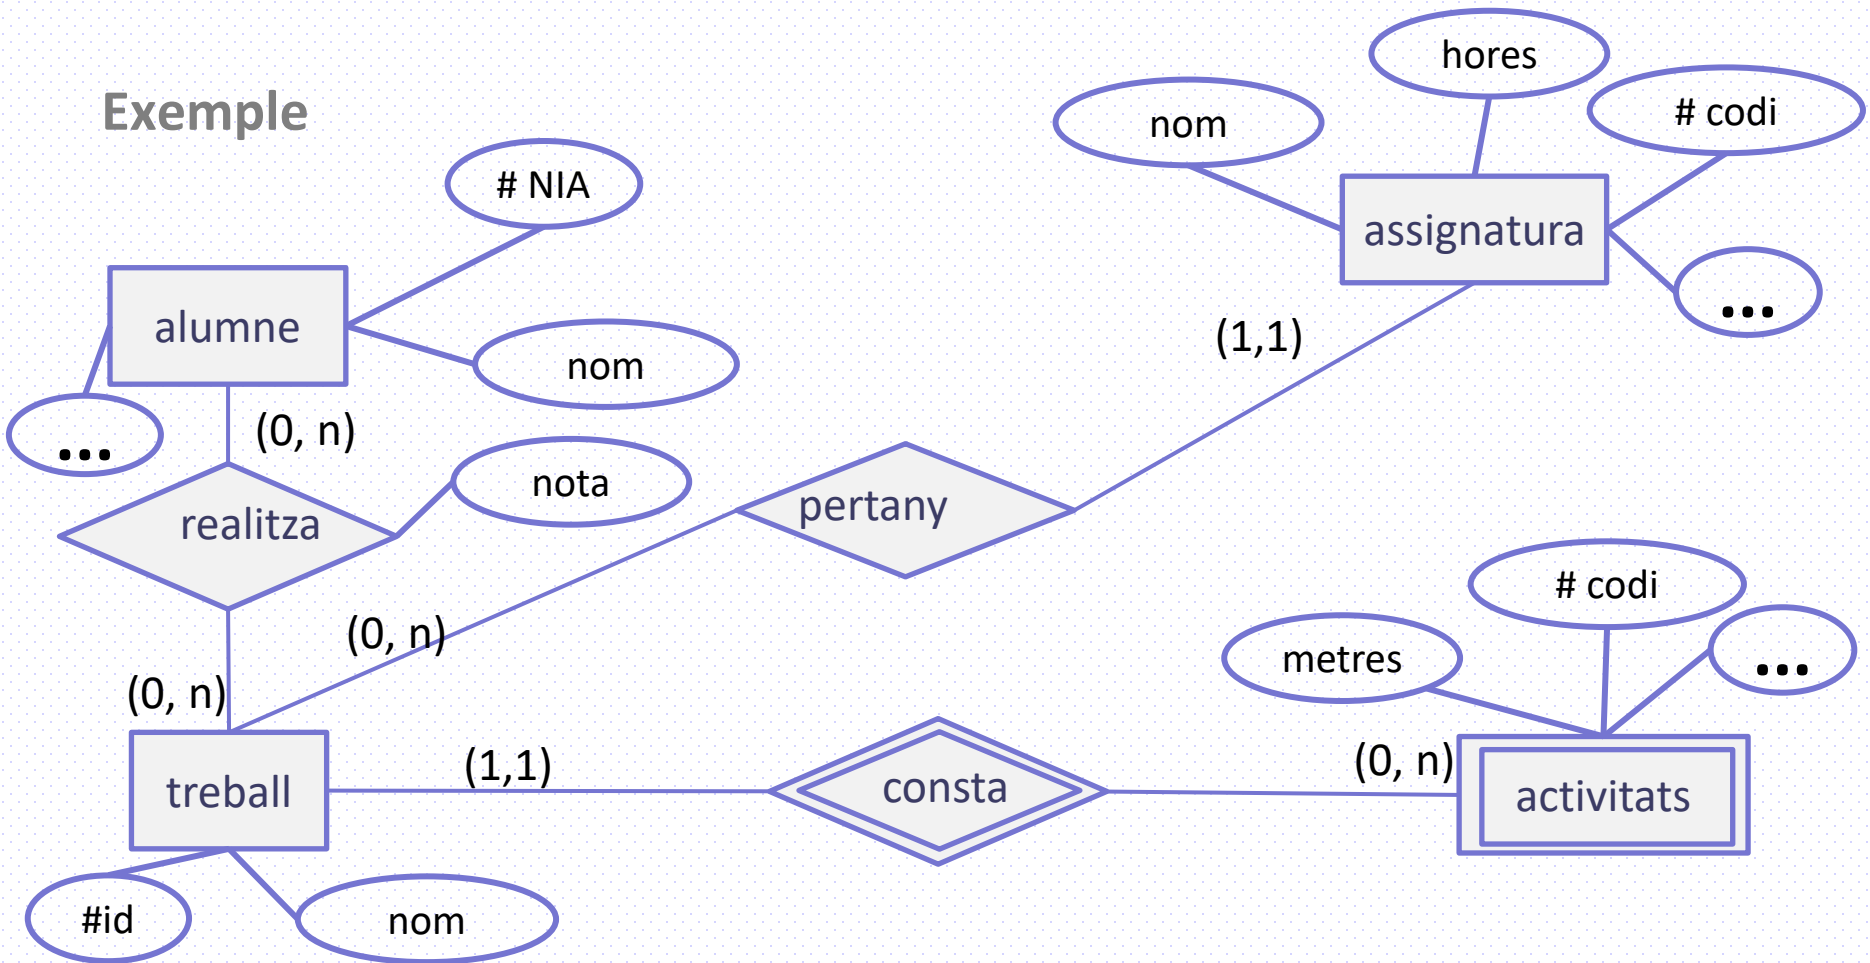 Exemple
hores
nom
# codi
# NIA
assignatura
...
alumne
(1,1)
nom
...
(0, n)
nota
realitza
pertany
# codi
(0, n)
metres
...
(0, n)
(1,1)
(0, n)
treball
consta
activitats
#id
nom